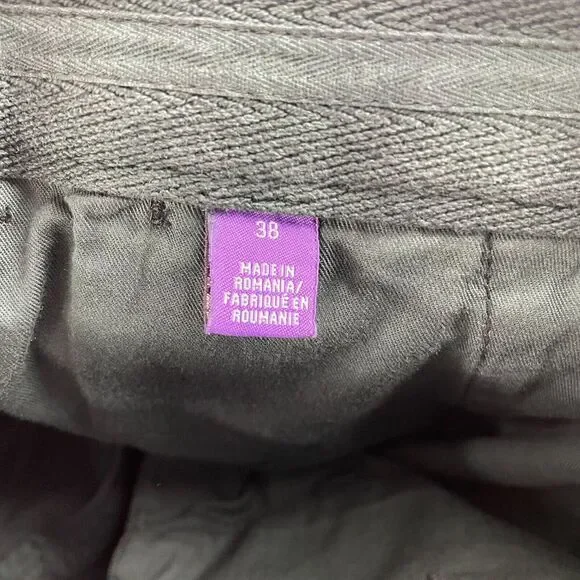 38
MADE IN
ROMANIA/
FABRIQUÉ EN
ROUMANIE